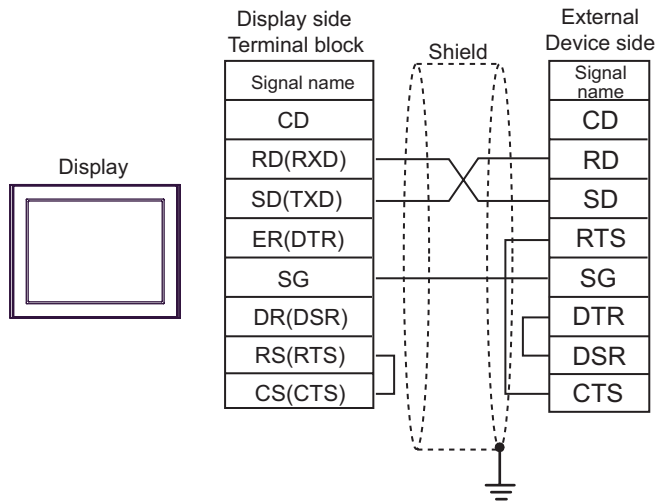 Display side
Terminal block
Shield
External
Device side
Display
Signal name
CD
RD(RXD)
SD(TXD)
ER(DTR)
SG
DR(DSR)
RS(RTS)
CS(CTS)
Signal
name
CD
RD
SD
RTS
SG
DTR
DSR
CTS